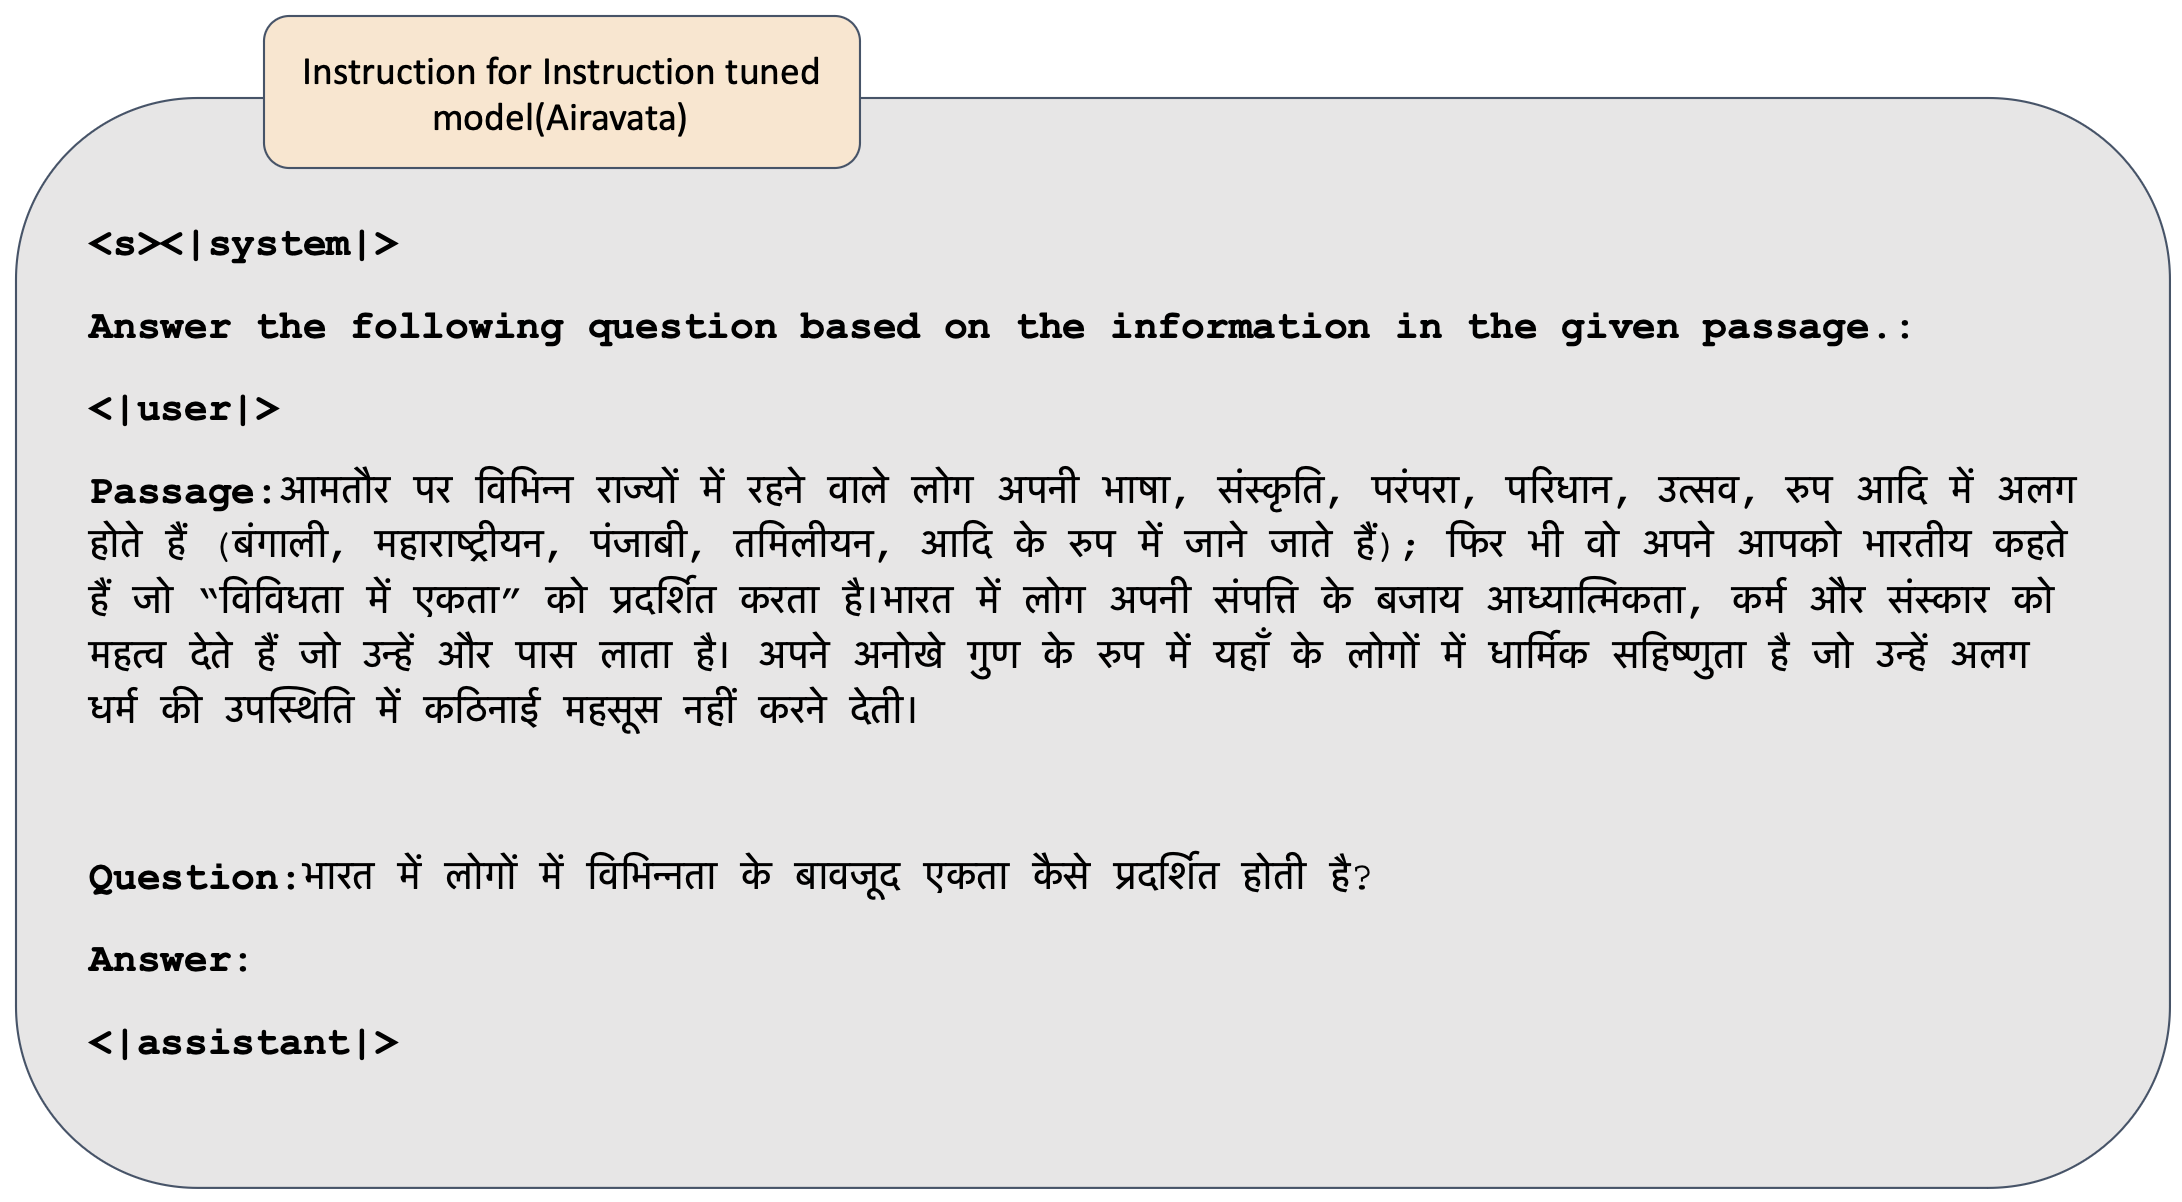 Instruction for Instruction tuned
model(Airavata)
<s><|system|>
Answer the following question based on the information in the given passage.:
<|user|>
Passage:आमतौर पर विभिन्न राज्यों में रहने वाले लोग अपनी भाषा, संस्कृति, परंपरा, परिधान, उत्सव, रुप आदि में अलग
होते हैं (बंगाली, महाराष्ट्रीयन, पंजाबी, तमिलीयन, आदि के रुप में जाने जाते हैं); फिर भी वो अपने आपको भारतीय कहते
हैं जो “विविधता में एकता” को प्रदर्शित करता है।भारत में लोग अपनी संपत्ति के बजाय आध्यात्मिकता, कर्म और संस्कार को
महत्व देते हैं जो उन्हें और पास लाता है। अपने अनोखे गुण के रुप में यहाँ के लोगों में धार्मिक सहिष्णुता है जो उन्हें अलग
धर्म की उपस्थिति में कठिनाई महसूस नहीं करने देती।
Question:भारत में लोगों में विभिन्नता के बावजूद एकता कैसे प्रदर्शित होती है?
Answer:
<|assistant|>